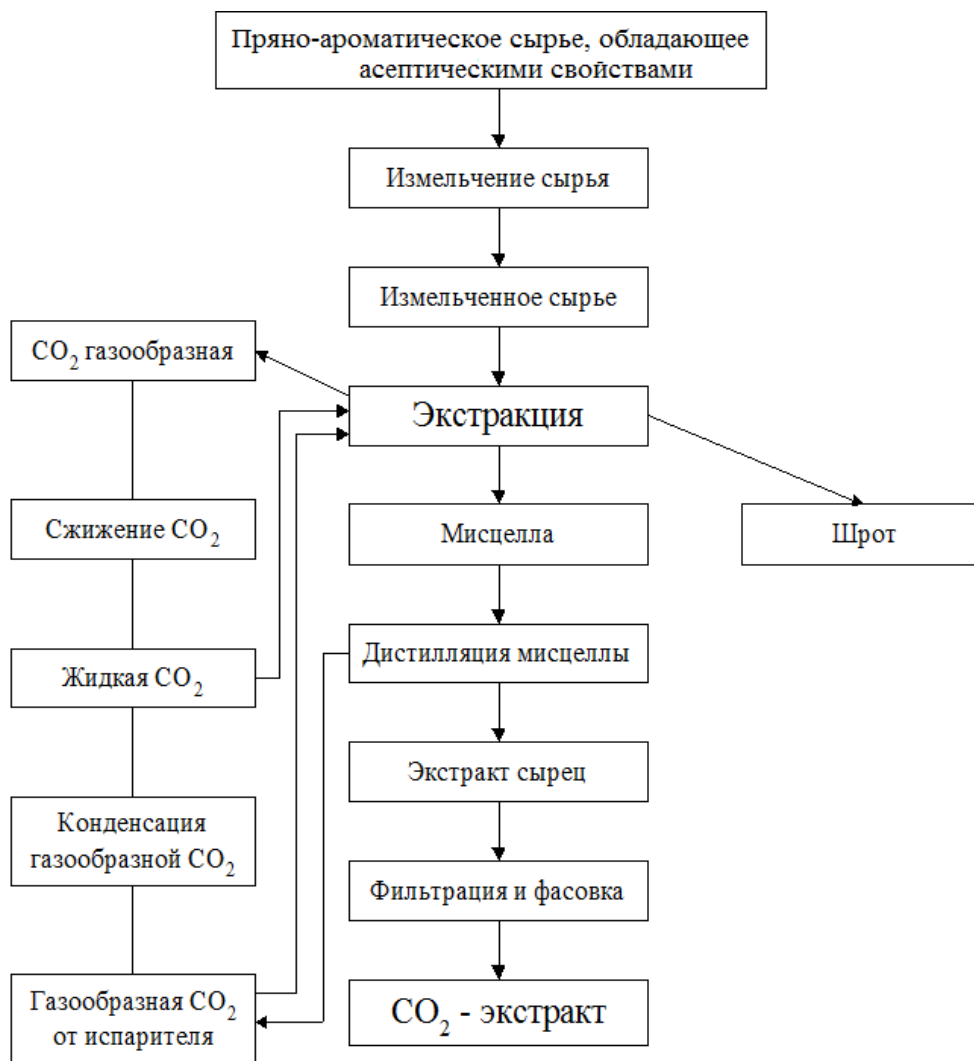 Пряно-ароматическое сырье, обладающее
асептическими свойствами
Измельчение сырья
Измельченное сырье
CO₂ газообразная
Экстракция
Сжижение CO₂
Мисцелла
Шрот
Жидкая CO₂
Дистилляция мисцеллы
Экстракт сырец
Конденсация
газообразной CO₂
Фильтрация и фасовка
Газообразная CO₂
от испарителя
CO₂ - экстракт